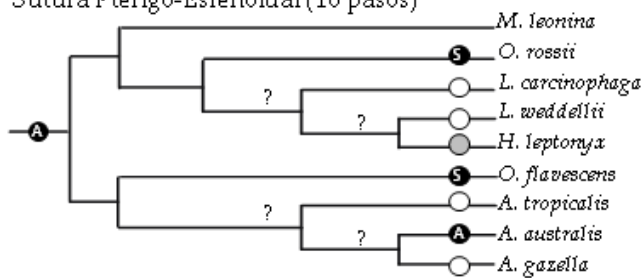 Sutura Pterigo-Esfenoidal (16 pasos)
M. leonina
S O. rossii
? L. carcinophaga
? L. weddellii
H. leptonyx
A
S O. flavescens
? A. tropicalis
? A A. australis
A. gazella